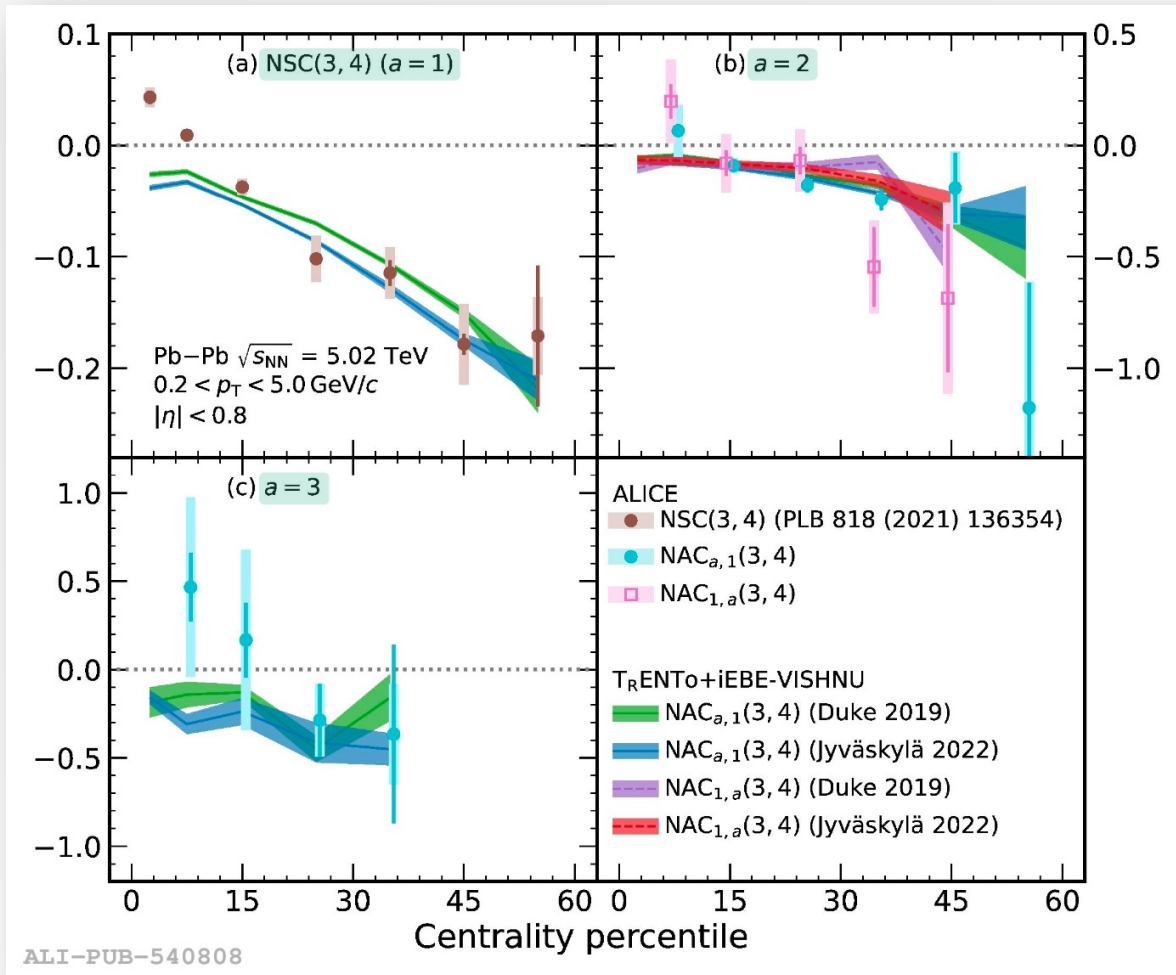 0.1
0.0
−0.1
−0.2
(a) NSC(3, 4) (a = 1)
Pb−Pb √sNN = 5.02 TeV
0.2 < pT < 5.0 GeV/c
|η| < 0.8
(b) a = 2
0.5
0.0
−0.5
−1.0
(c) a = 3
1.0
0.5
0.0
−0.5
−1.0
0 15 30 45 60
ALICE
NSC(3, 4) (PLB 818 (2021) 136354)
NACa,1(3, 4)
NAC1,a(3, 4)
TRENTo+iEBE-VISHNU
NACa,1(3, 4) (Duke 2019)
NACa,1(3, 4) (Jyväskylä 2022)
NAC1,a(3, 4) (Duke 2019)
NAC1,a(3, 4) (Jyväskylä 2022)
0 15 30 45 60
Centrality percentile
ALI−PUB−540808